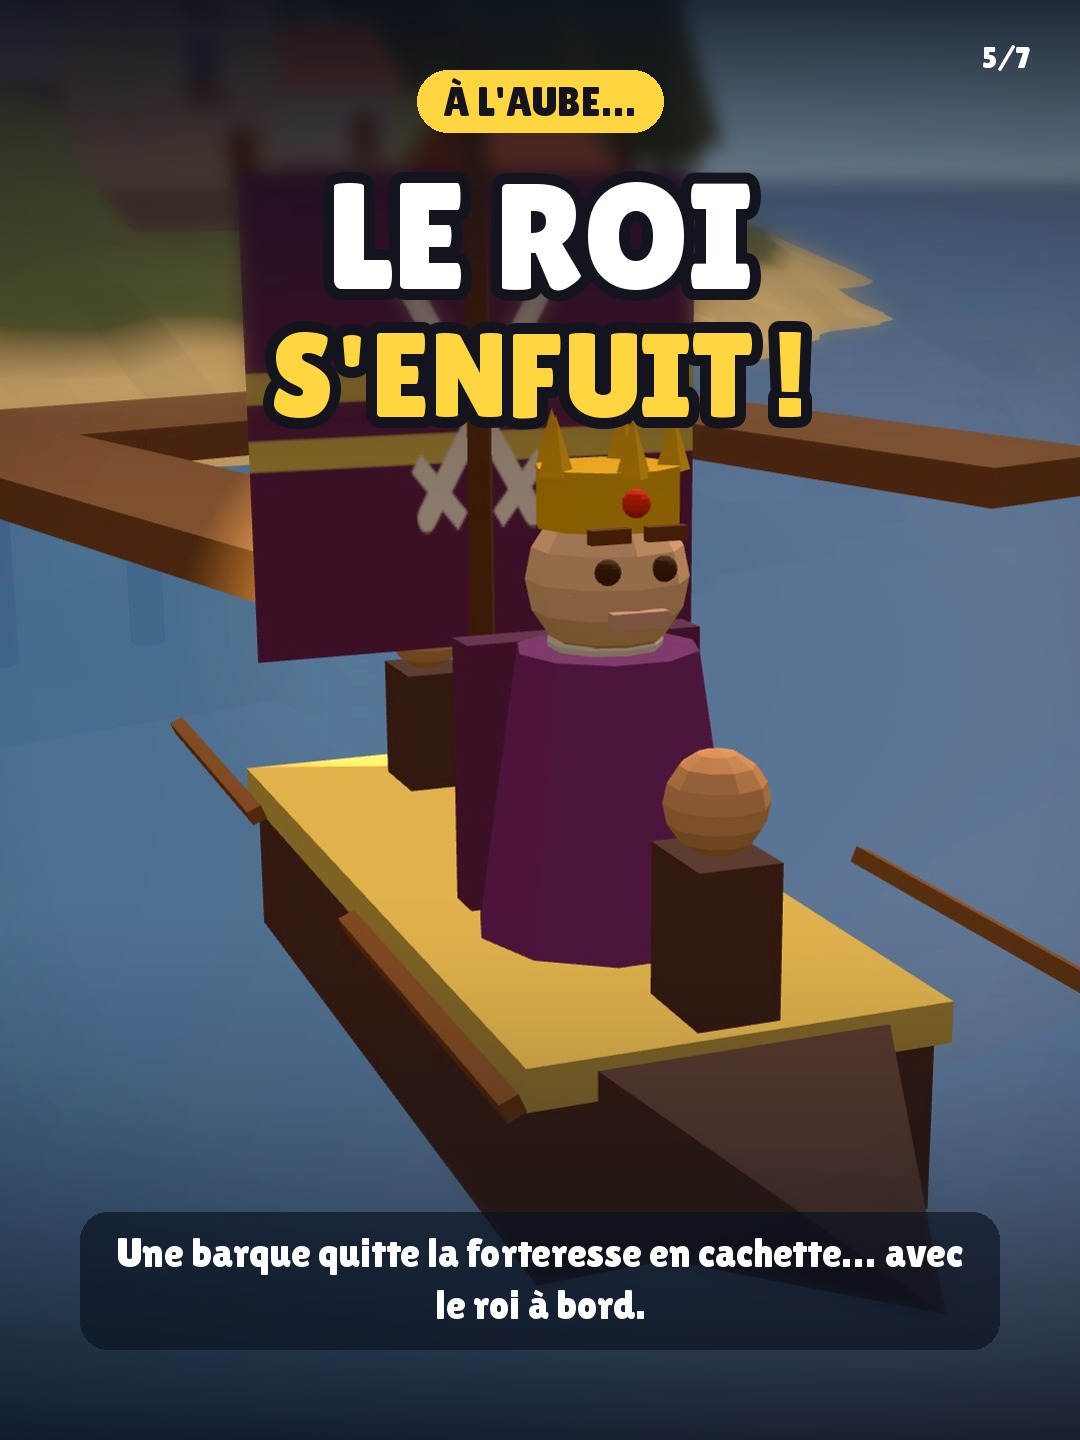 5/7
À L'AUBE...
LE ROI
S'ENFUIT !
Une barque quitte la forteresse en cachette... avec
le roi à bord.